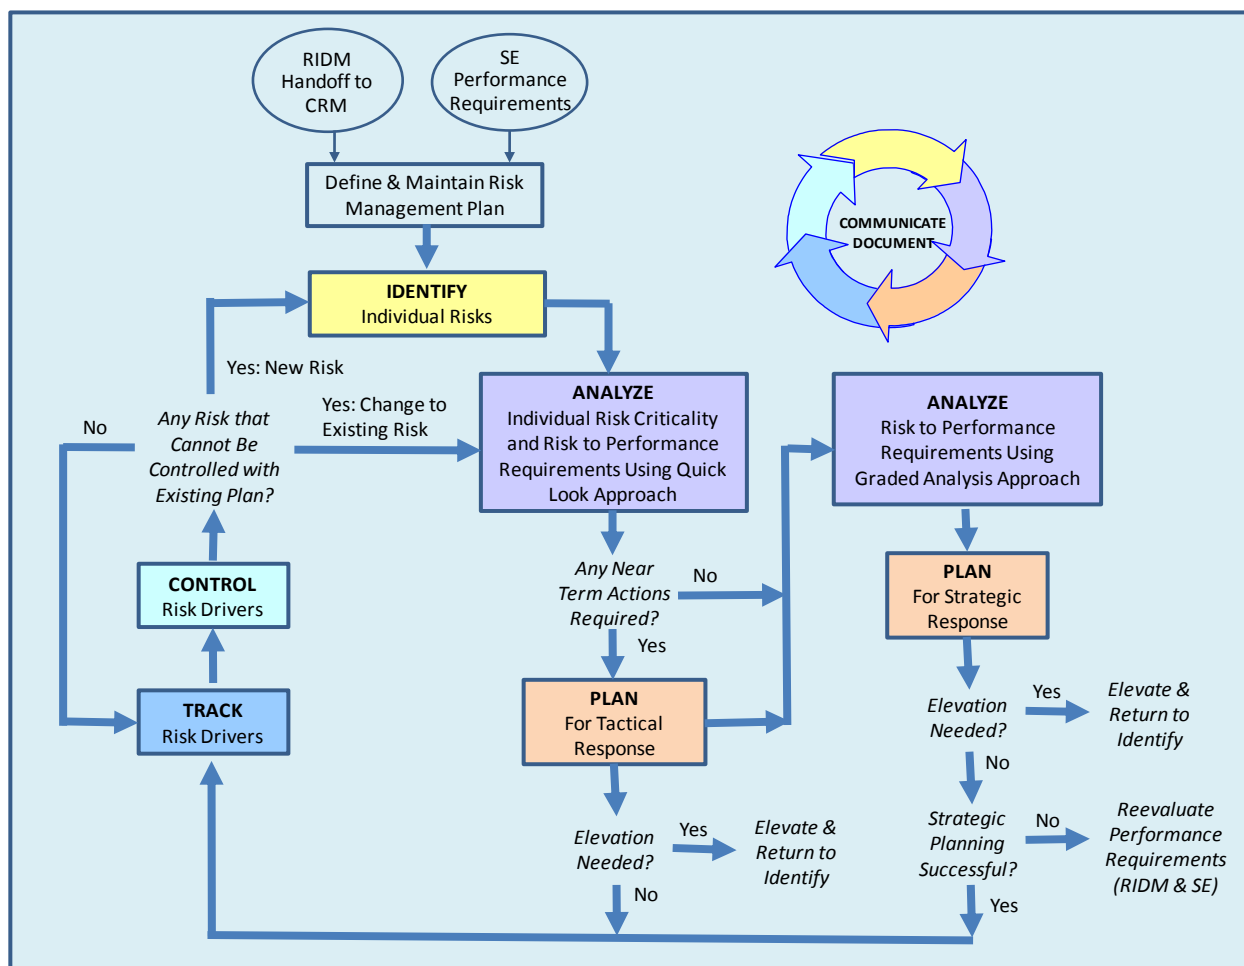 RIDM
Handoff to
CRM
SE
Performance
Requirements
Define & Maintain Risk
Management Plan
COMMUNICATE
DOCUMENT
IDENTIFY
Individual Risks
Yes: New Risk
Yes: Change to
Existing Risk
No
Any Risk that
Cannot Be
Controlled with
Existing Plan?
ANALYZE
Individual Risk Criticality
and Risk to Performance
Requirements Using Quick
Look Approach
ANALYZE
Risk to Performance
Requirements Using
Graded Analysis Approach
CONTROL
Risk Drivers
TRACK
Risk Drivers
Any Near
Term Actions
Required?
No
Yes
PLAN
For Tactical
Response
Elevation
Needed?
Yes
Elevate &
Return to
Identify
No
PLAN
For Strategic
Response
Elevation
Needed?
Yes
Elevate &
Return to
Identify
No
Strategic
Planning
Successful?
No
Reevaluate
Performance
Requirements
(RIDM & SE)
Yes